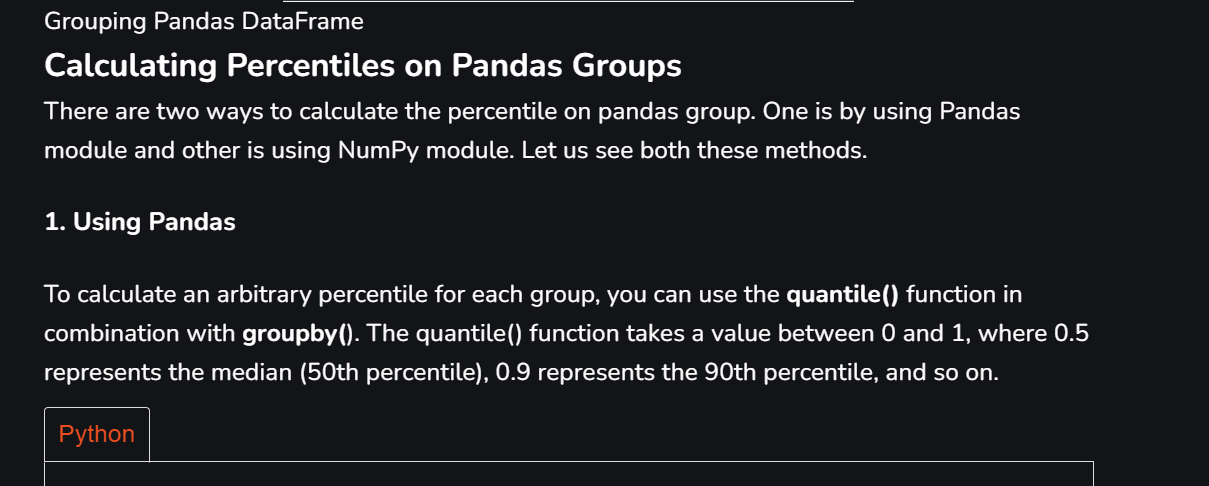 Grouping Pandas DataFrame
Calculating Percentiles on Pandas Groups
There are two ways to calculate the percentile on pandas group. One is by using Pandas
module and other is using NumPy module. Let us see both these methods.
1. Using Pandas
To calculate an arbitrary percentile for each group, you can use the quantile() function in
combination with groupby(). The quantile() function takes a value between 0 and 1, where 0.5
represents the median (50th percentile), 0.9 represents the 90th percentile, and so on.
Python